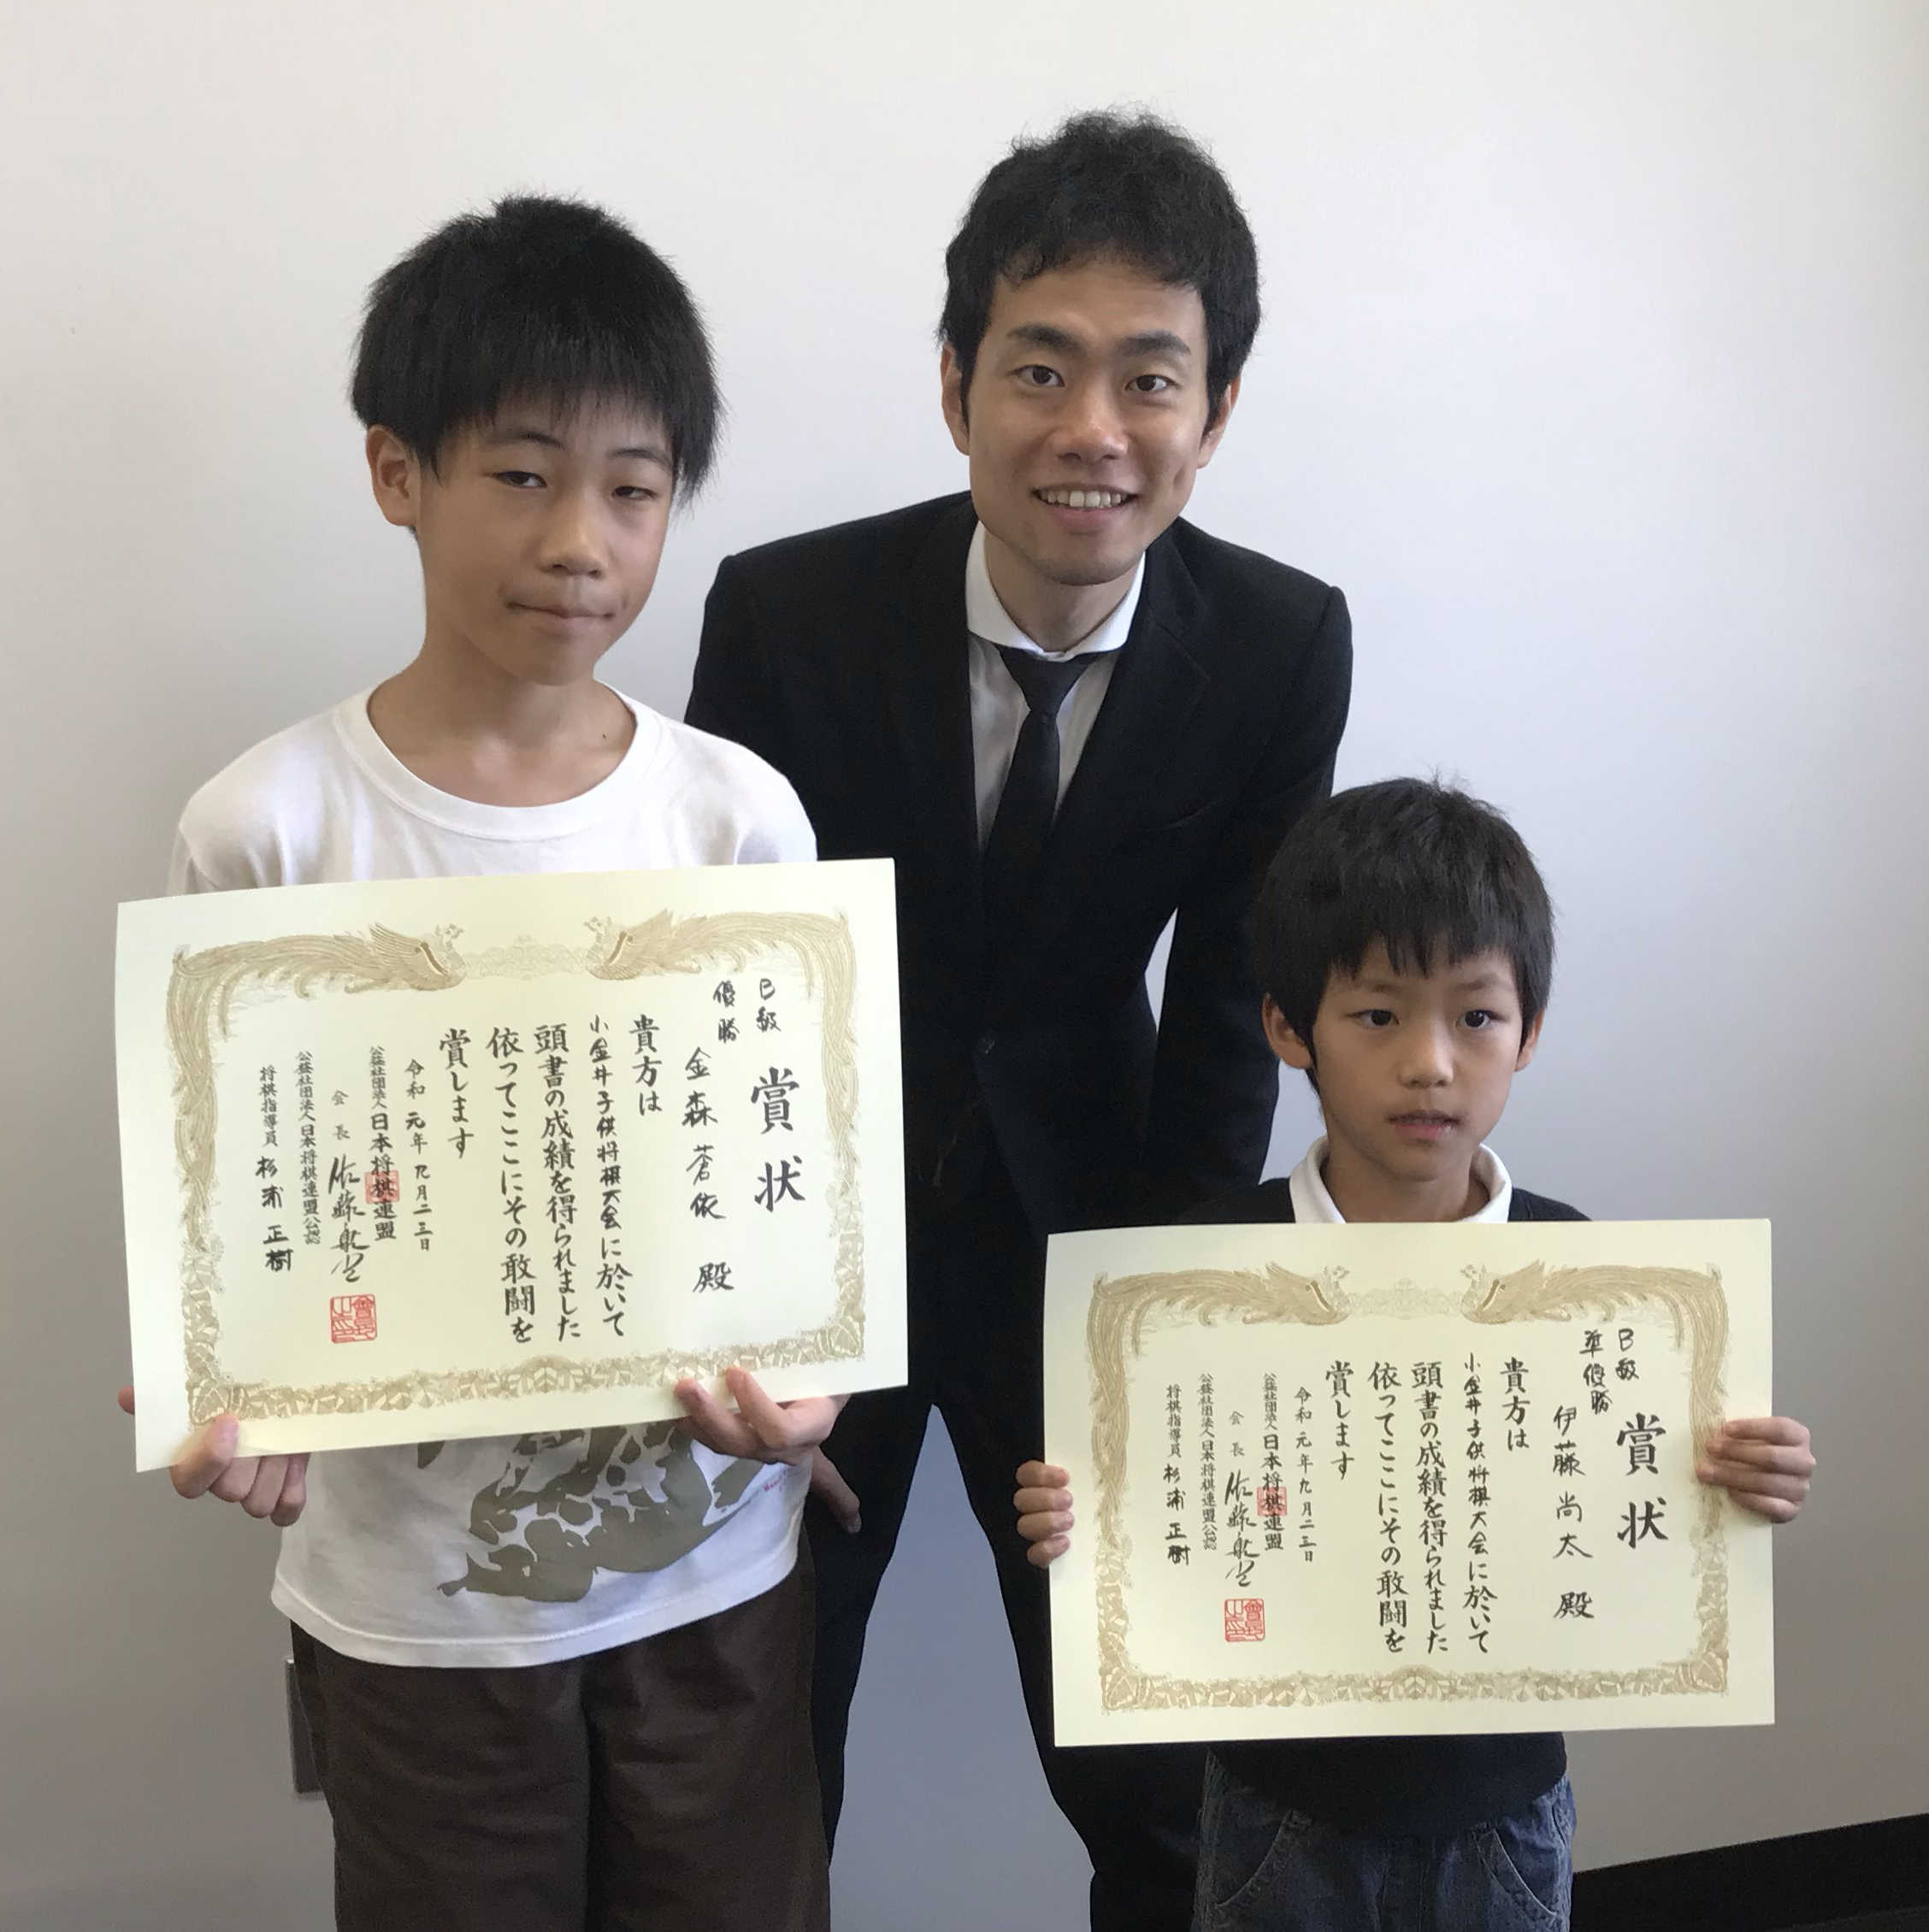 賞状
B級
優勝
金森 蒼依 殿
貴方は
小金井子供将棋大会に於いて
頭書の成績を得られました
依ってここにその敢闘を
賞します
令和元年九月二三日
公益社団法人日本将棋連盟
会長 佐藤康光
公益社団法人日本将棋連盟公認
将棋指導員 杉浦正樹
賞状
B級
準優勝
伊藤尚太 殿
貴方は
小金井子供将棋大会に於いて
頭書の成績を得られました
依ってここにその敢闘を
賞します
令和元年九月二三日
公益社団法人日本将棋連盟
会長 佐藤康光
公益社団法人日本将棋連盟公認
将棋指導員 杉浦正樹